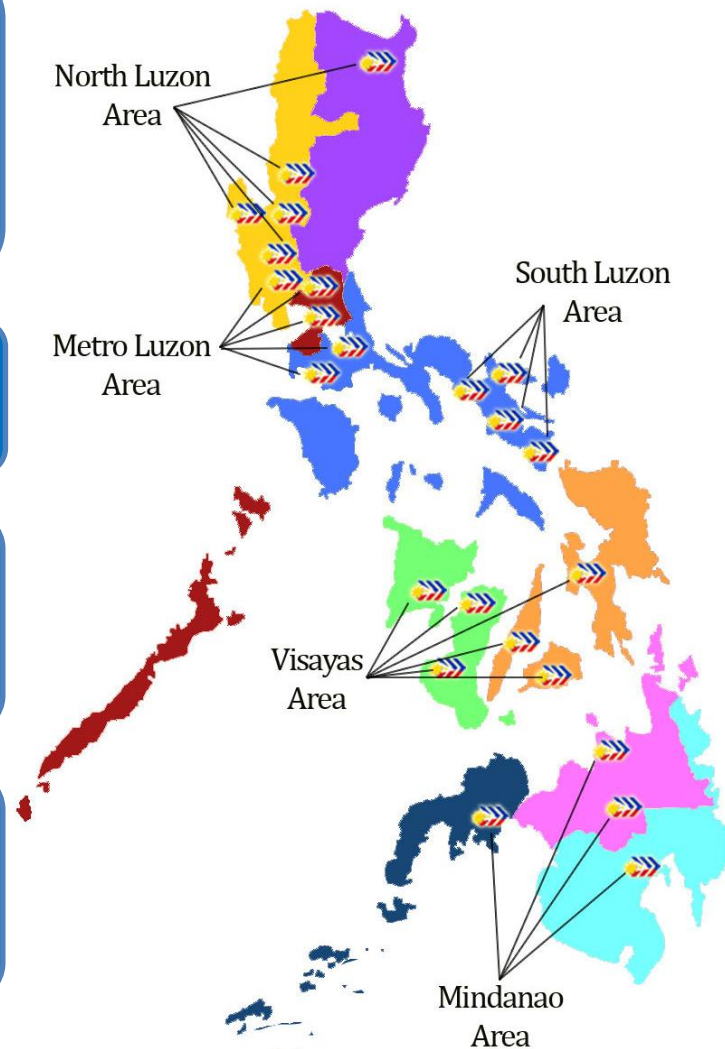 North Luzon
Area
South Luzon
Area
Metro Luzon
Area
Visayas
Area
Mindanao
Area